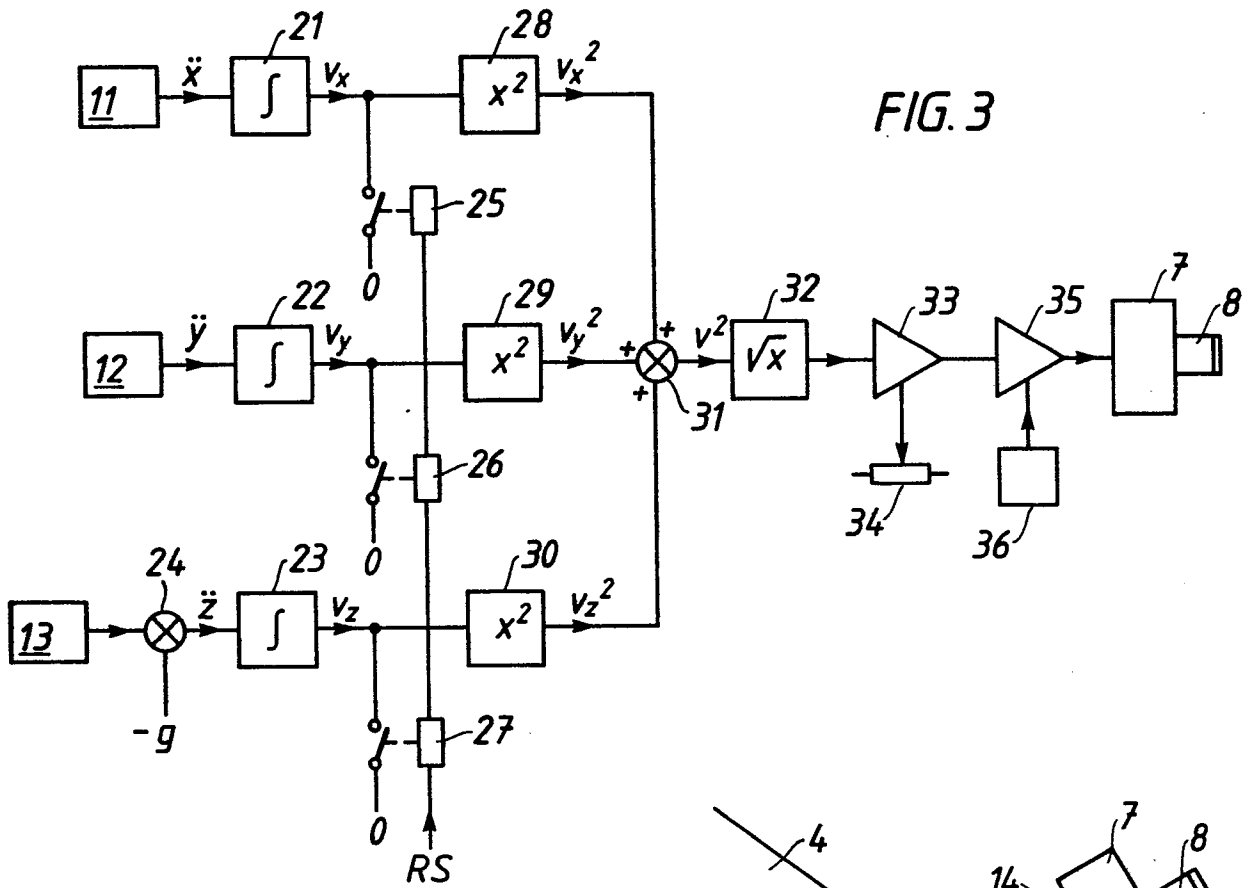 FIG. 3
21
28
11
ẍ
∫
vx
x²
vx²
25
0
22
29
32
33
35
7
8
12
ÿ
∫
vy
x²
vy²
+
+
+
v²
√x
31
26
34
36
0
24
23
30
13
z̈
∫
vz
x²
vz²
-g
27
0
RS
4
7
8
14